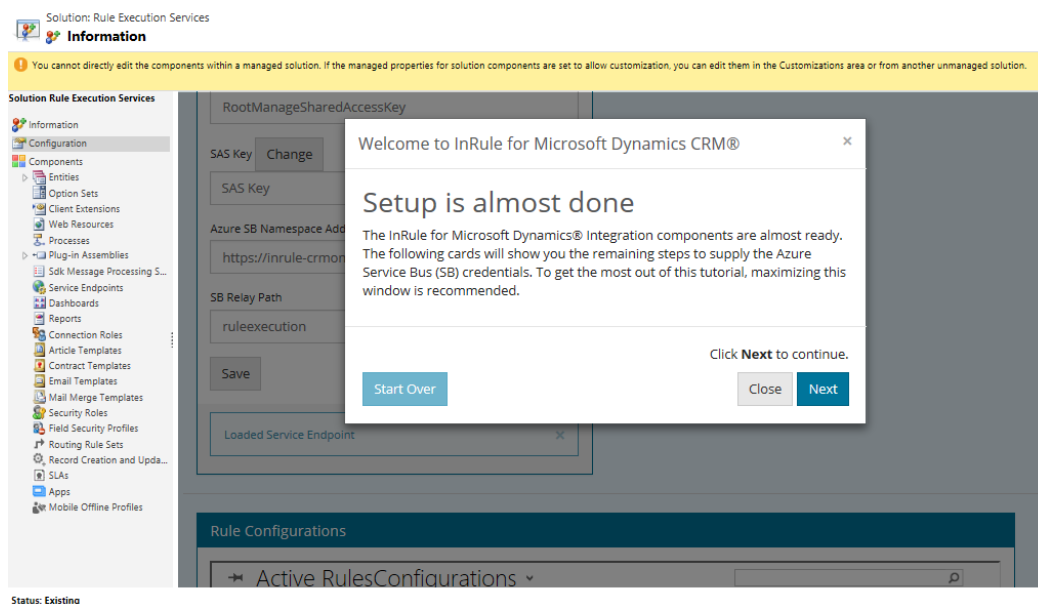 Solution: Rule Execution Services
Information
You cannot directly edit the components within a managed solution. If the managed properties for solution components are set to allow customization, you can edit them in the Customizations area or from another unmanaged solution.
Solution Rule Execution Services
Information
Configuration
Components
Entities
Option Sets
Client Extensions
Web Resources
Processes
Plug-in Assemblies
Sdk Message Processing S...
Service Endpoints
Dashboards
Reports
Connection Roles
Article Templates
Contract Templates
Email Templates
Mail Merge Templates
Security Roles
Field Security Profiles
Routing Rule Sets
Record Creation and Upda...
SLAs
Apps
Mobile Offline Profiles
RootManageSharedAccessKey
SAS Key Change
SAS Key
Azure SB Namespace Add
https://inrule-crmon
SB Relay Path
ruleexecution
Save
Loaded Service Endpoint ×
Welcome to InRule for Microsoft Dynamics CRM® ×
Setup is almost done
The InRule for Microsoft Dynamics® Integration components are almost ready.
The following cards will show you the remaining steps to supply the Azure
Service Bus (SB) credentials. To get the most out of this tutorial, maximizing this
window is recommended.
Click Next to continue.
Start Over Close Next
Rule Configurations
Active RulesConfigurations
Status: Existing